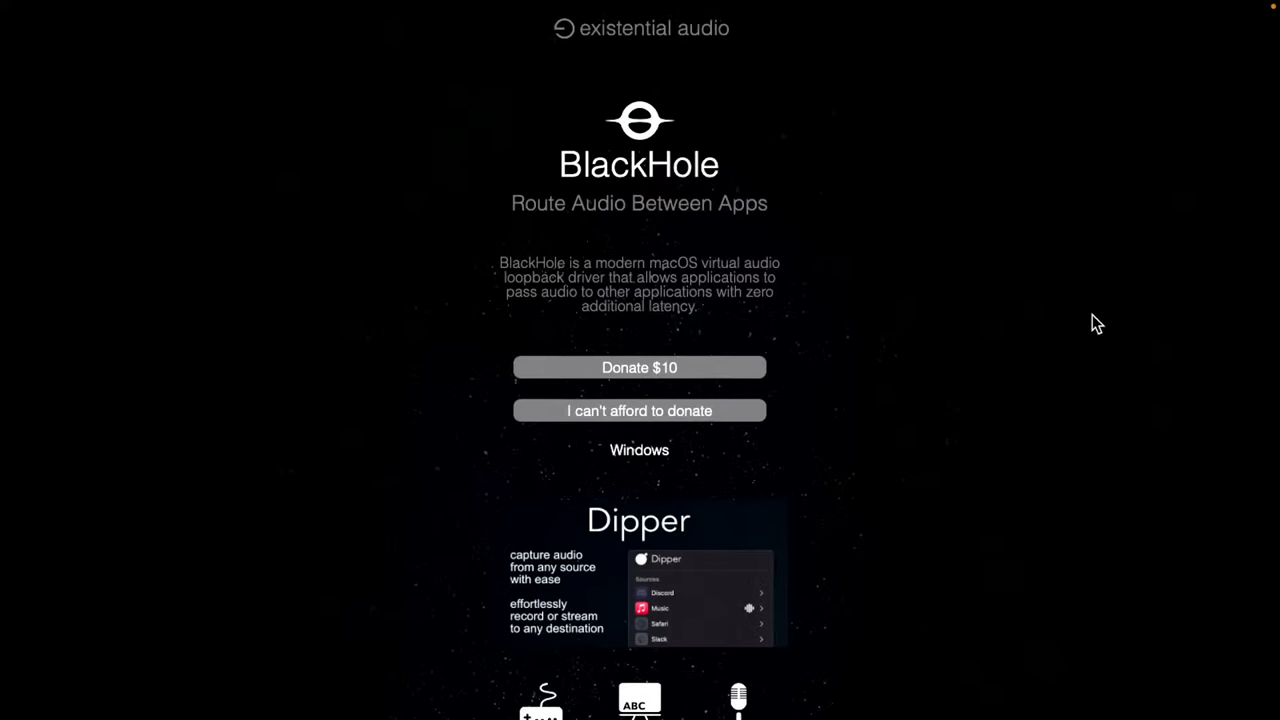 existential audio
BlackHole
Route Audio Between Apps
BlackHole is a modern macOS virtual audio
loopback driver that allows applications to
pass audio to other applications with zero
additional latency.
Donate $10
I can't afford to donate
Windows
Dipper
capture audio
from any source
with ease
effortlessly
record or stream
to any destination
Dipper
Sources
Discord
Music
Safari
Slack
ABC